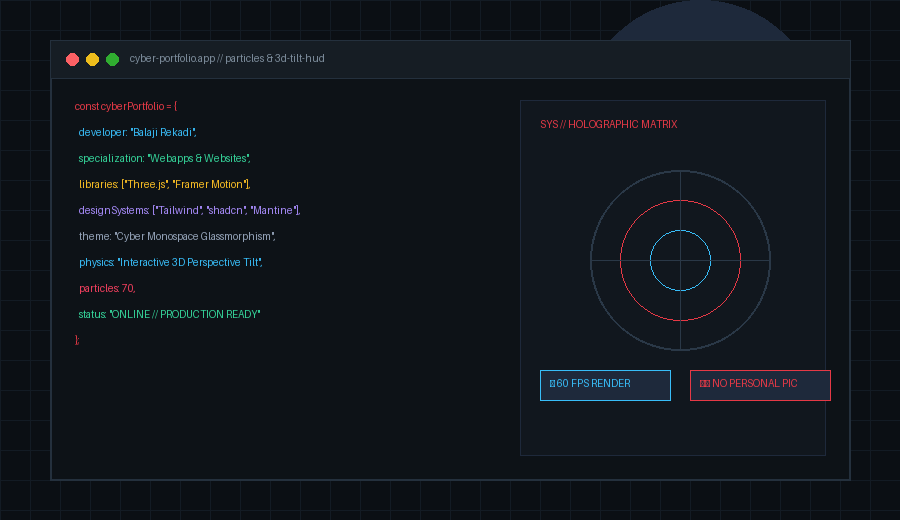 cyber-portfolio.app // particles & 3d-tilt-hud
const cyberPortfolio = {
developer: "Balaji Rekadi",
specialization: "Webapps & Websites",
libraries: ["Three.js", "Framer Motion"],
designSystems: ["Tailwind", "shadcn", "Mantine"],
theme: "Cyber Monospace Glassmorphism",
physics: "Interactive 3D Perspective Tilt",
particles: 70,
status: "ONLINE // PRODUCTION READY"
};
SYS // HOLOGRAPHIC MATRIX
60 FPS RENDER
NO PERSONAL PIC